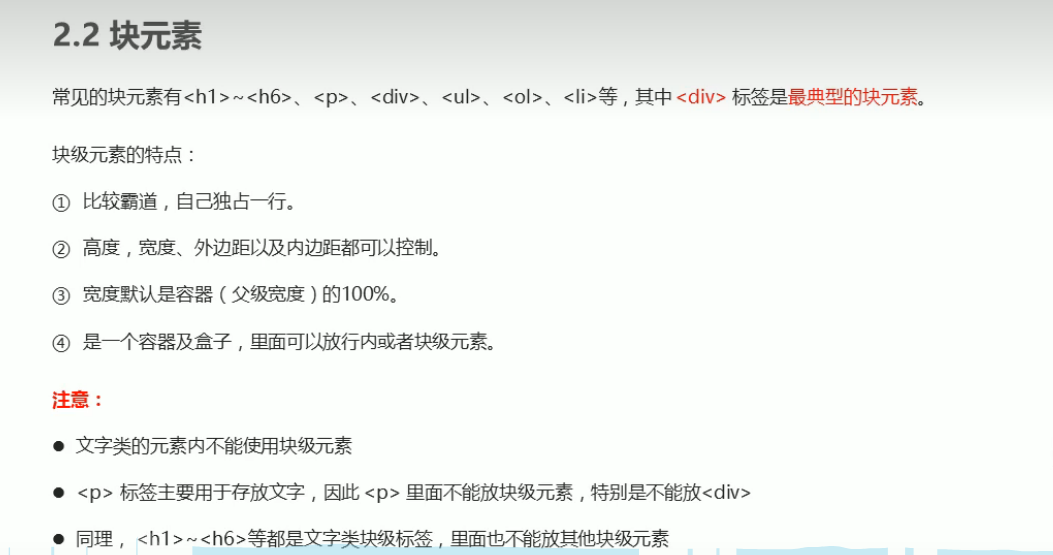 2.2 块元素
常见的块元素有<h1>~<h6>、<p>、<div>、<ul>、<ol>、<li>等，其中 <div> 标签是最典型的块元素。
块级元素的特点：
① 比较霸道，自己独占一行。
② 高度，宽度、外边距以及内边距都可以控制。
③ 宽度默认是容器（父级宽度）的100%。
④ 是一个容器及盒子，里面可以放行内或者块级元素。
注意：
● 文字类的元素内不能使用块级元素
● <p> 标签主要用于存放文字，因此 <p> 里面不能放块级元素，特别是不能放<div>
● 同理， <h1>~<h6>等都是文字类块级标签，里面也不能放其他块级元素